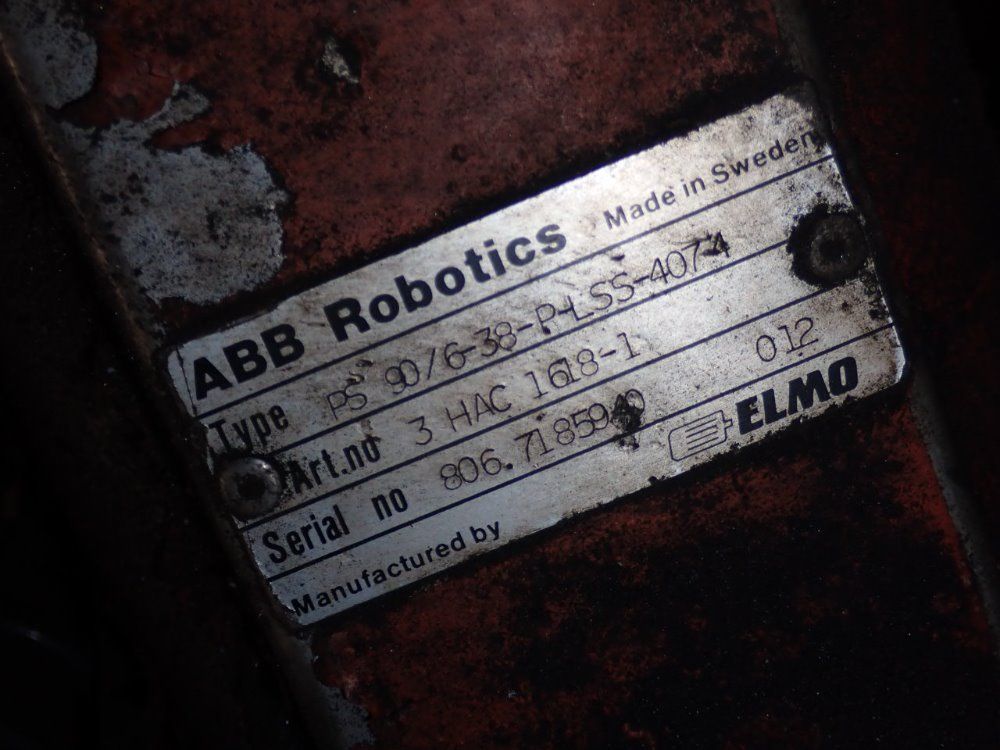 ABB Robotics Made in Sweden
Type PS 90/6-38-P-LSS-4074
Art.no 3 HAC 1618-1 012
Serial no 806.7185940
Manufactured by ELMO